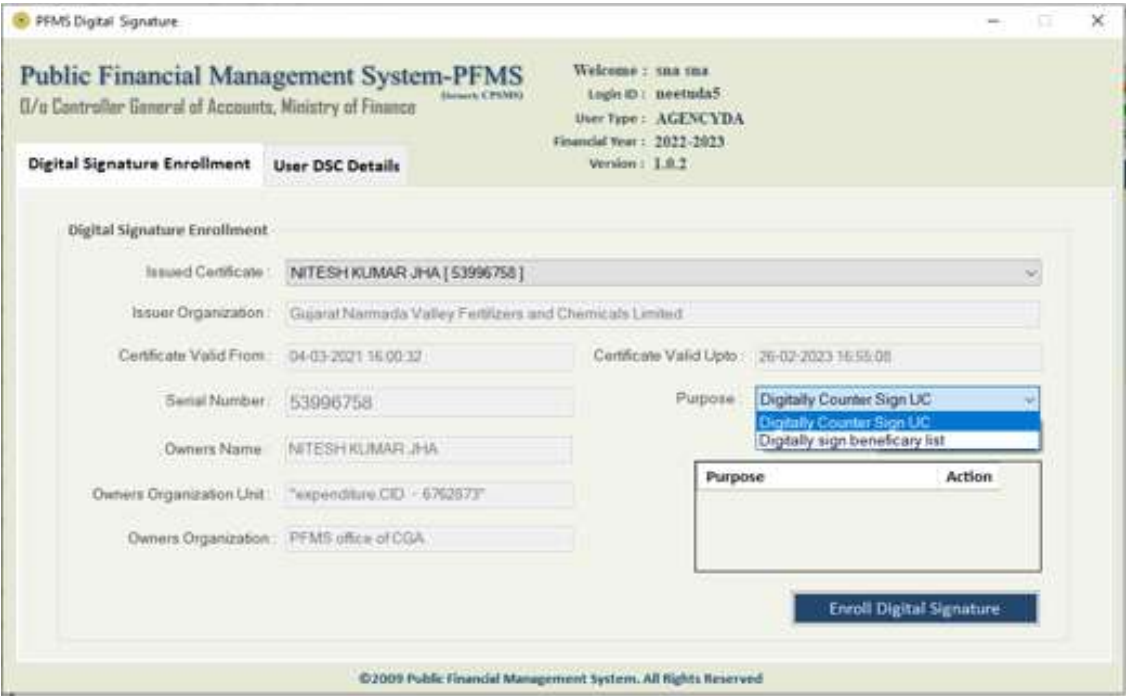 PFMS Digital Signature
Public Financial Management System-PFMS
(formerly CPSMS)
O/o Controller General of Accounts, Ministry of Finance
Welcome : sna sna
Login ID : neetuda5
User Type : AGENCYDA
Financial Year : 2022-2023
Version : 1.0.2
Digital Signature Enrollment User DSC Details
Digital Signature Enrollment
Issued Certificate : NITESH KUMAR JHA [ 53996758 ]
Issuer Organization : Gujarat Narmada Valley Fertilizers and Chemicals Limited
Certificate Valid From : 04-03-2021 16:00:32 Certificate Valid Upto : 26-02-2023 16:55:08
Serial Number : 53996758 Purpose : Digitally Counter Sign UC
Digitally Counter Sign UC
Digitally sign beneficary list
Owners Name : NITESH KUMAR JHA
Purpose Action
Owners Organization Unit : "expenditure,CID - 6762873"
Owners Organization : PFMS office of CGA
Enroll Digital Signature
©2009 Public Financial Management System. All Rights Reserved